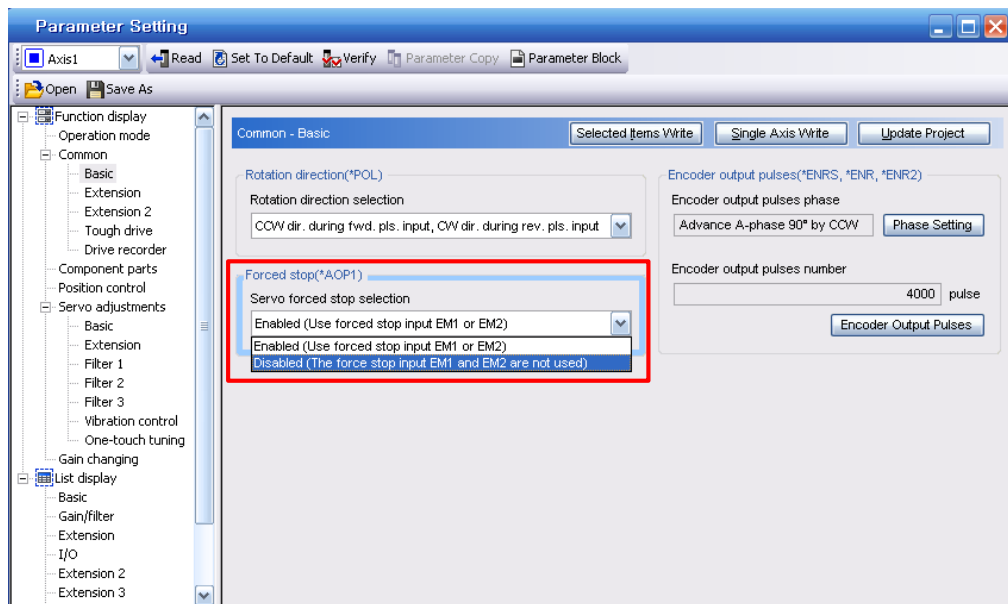 Parameter Setting
Axis1 Read Set To Default Verify Parameter Copy Parameter Block
Open Save As
Function display
Operation mode
Common
Basic
Extension
Extension 2
Tough drive
Drive recorder
Component parts
Position control
Servo adjustments
Basic
Extension
Filter 1
Filter 2
Filter 3
Vibration control
One-touch tuning
Gain changing
List display
Basic
Gain/filter
Extension
I/O
Extension 2
Extension 3
Common - Basic Selected Items Write Single Axis Write Update Project
Rotation direction(*POL)
Rotation direction selection
CCW dir. during fwd. pls. input, CW dir. during rev. pls. input
Forced stop(*AOP1)
Servo forced stop selection
Enabled (Use forced stop input EM1 or EM2)
Enabled (Use forced stop input EM1 or EM2)
Disabled (The force stop input EM1 and EM2 are not used)
Encoder output pulses(*ENRS, *ENR, *ENR2)
Encoder output pulses phase
Advance A-phase 90° by CCW Phase Setting
Encoder output pulses number
4000 pulse
Encoder Output Pulses